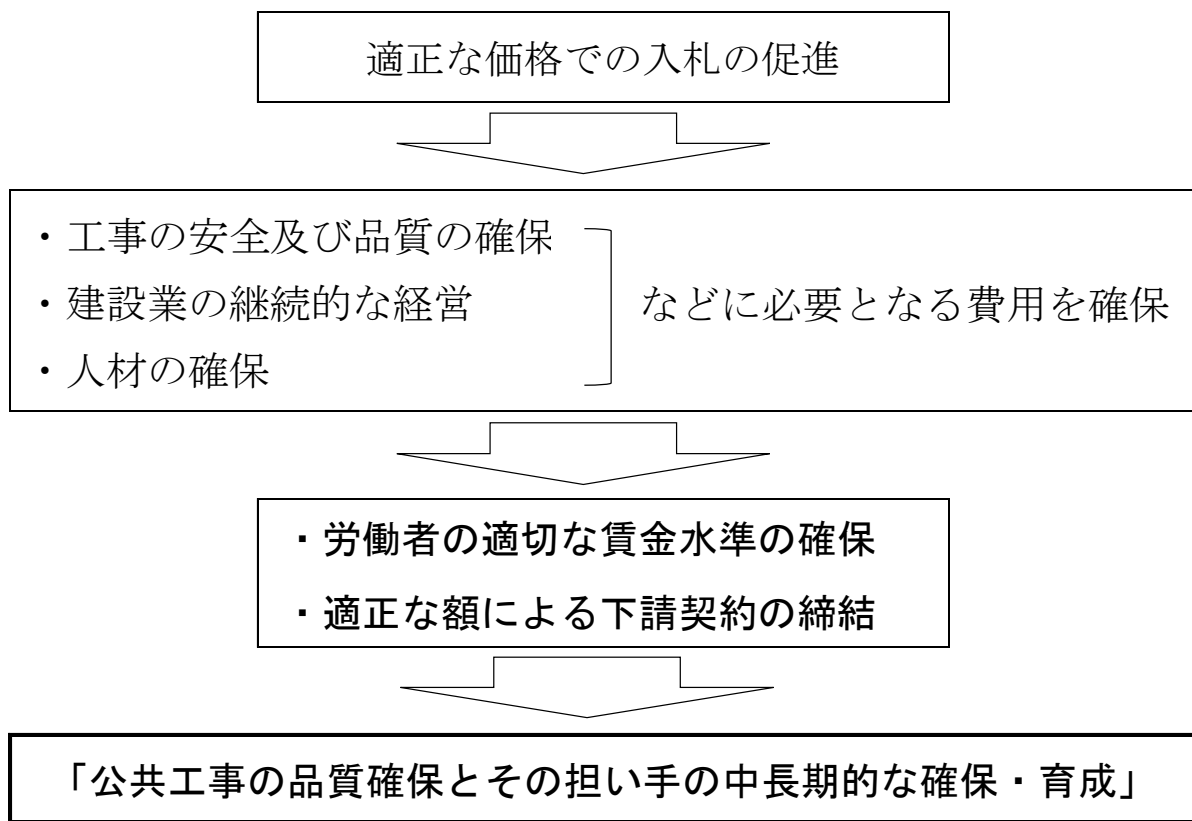 適正な価格での入札の促進
・工事の安全及び品質の確保
・建設業の継続的な経営
・人材の確保
などに必要となる費用を確保
・労働者の適切な賃金水準の確保
・適正な額による下請契約の締結
「公共工事の品質確保とその担い手の中長期的な確保・育成」